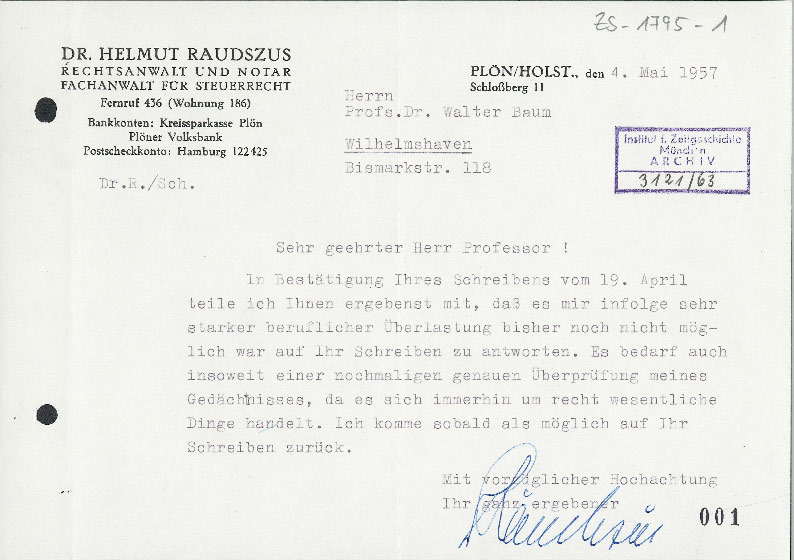 ZS-1795-1
DR. HELMUT RAUDSZUS
RECHTSANWALT UND NOTAR
FACHANWALT FÜR STEUERRECHT
Fernruf 436 (Wohnung 186)
Bankkonten: Kreissparkasse Plön
Plöner Volksbank
Postscheckkonto: Hamburg 122425
Dr.R./Sch.
PLÖN/HOLST., den 4. Mai 1957
Schloßberg 11
Herrn
Profs.Dr. Walter Baum
Wilhelmshaven
Bismarkstr. 118
Institut f. Zeitgeschichte
München
ARCHIV
3121/63
Sehr geehrter Herr Professor !
In Bestätigung Ihres Schreibens vom 19. April
teile ich Ihnen ergebenst mit, daß es mir infolge sehr
starker beruflicher Überlastung bisher noch nicht mög-
lich war auf Ihr Schreiben zu antworten. Es bedarf auch
insoweit einer nochmaligen genauen Überprüfung meines
Gedächnisses, da es sich immerhin um recht wesentliche
Dinge handelt. Ich komme sobald als möglich auf Ihr
Schreiben zurück.
Mit vorzüglicher Hochachtung
Ihr ganz ergebener
001